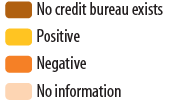 No credit bureau exists
Positive
Negative
No information